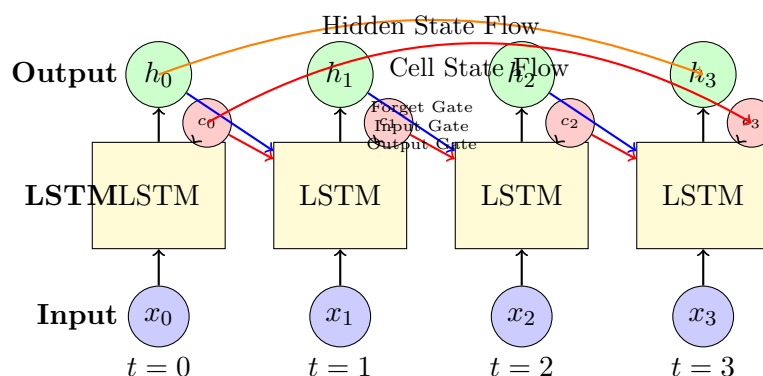 Hidden State Flow
Cell State Flow
Output h₀ h₁ h₂ h₃
c₀ c₁ c₂ c₃
Forget Gate
Input Gate
Output Gate
LSTM LSTM LSTM LSTM LSTM
Input x₀ x₁ x₂ x₃
t = 0 t = 1 t = 2 t = 3